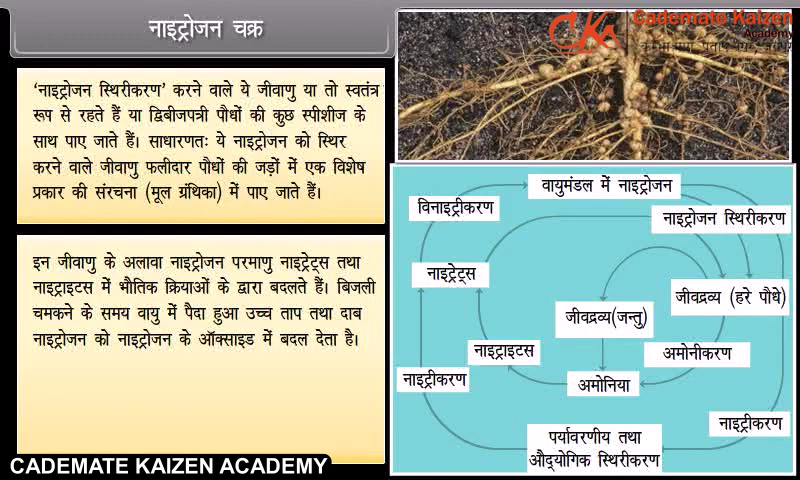 नाइट्रोजन चक्र
Cademate Kaizen
Academy
CKA
'नाइट्रोजन स्थिरीकरण' करने वाले ये जीवाणु या तो स्वतंत्र
रूप से रहते हैं या द्विबीजपत्री पौधों की कुछ स्पीशीज के
साथ पाए जाते हैं। साधारणतः ये नाइट्रोजन को स्थिर
करने वाले जीवाणु फलीदार पौधों की जड़ों में एक विशेष
प्रकार की संरचना (मूल ग्रंथिका) में पाए जाते हैं।
इन जीवाणु के अलावा नाइट्रोजन परमाणु नाइट्रेट्स तथा
नाइट्राइटस में भौतिक क्रियाओं के द्वारा बदलते हैं। बिजली
चमकने के समय वायु में पैदा हुआ उच्च ताप तथा दाब
नाइट्रोजन को नाइट्रोजन के ऑक्साइड में बदल देता है।
वायुमंडल में नाइट्रोजन
विनाइट्रीकरण
नाइट्रोजन स्थिरीकरण
नाइट्रेट्स
जीवद्रव्य (हरे पौधे)
जीवद्रव्य(जन्तु)
नाइट्राइटस
अमोनीकरण
नाइट्रीकरण
अमोनिया
नाइट्रीकरण
पर्यावरणीय तथा
औद्योगिक स्थिरीकरण
CADEMATE KAIZEN ACADEMY